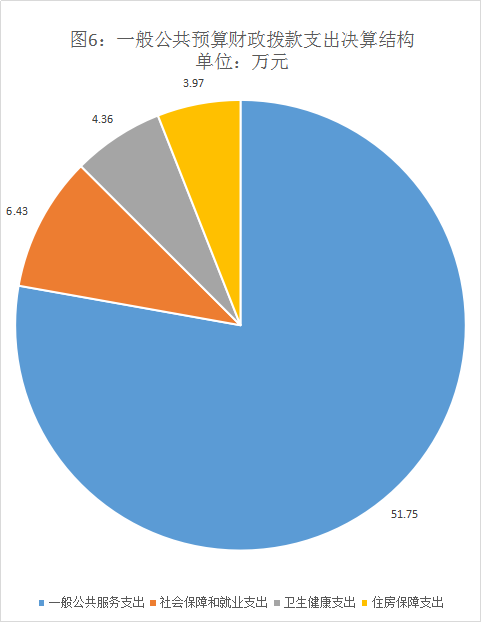 图6：一般公共预算财政拨款支出决算结构
单位：万元
3.97
4.36
6.43
51.75
一般公共服务支出 社会保障和就业支出 卫生健康支出 住房保障支出